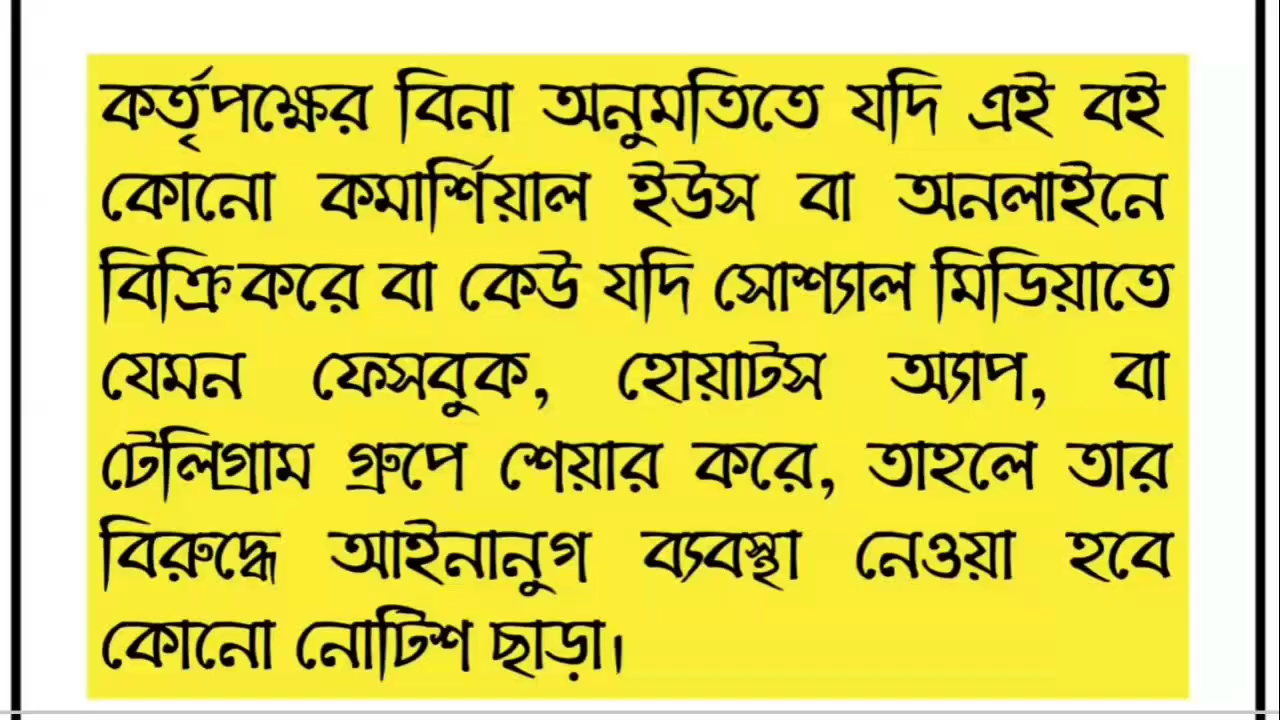 কর্তৃপক্ষের বিনা অনুমতিতে যদি এই বই
কোনো কমার্শিয়াল ইউস বা অনলাইনে
বিক্রি করে বা কেউ যদি সোশ্যাল মিডিয়াতে
যেমন ফেসবুক, হোয়াটস অ্যাপ, বা
টেলিগ্রাম গ্রুপে শেয়ার করে, তাহলে তার
বিরুদ্ধে আইনানুগ ব্যবস্থা নেওয়া হবে
কোনো নোটিশ ছাড়া।